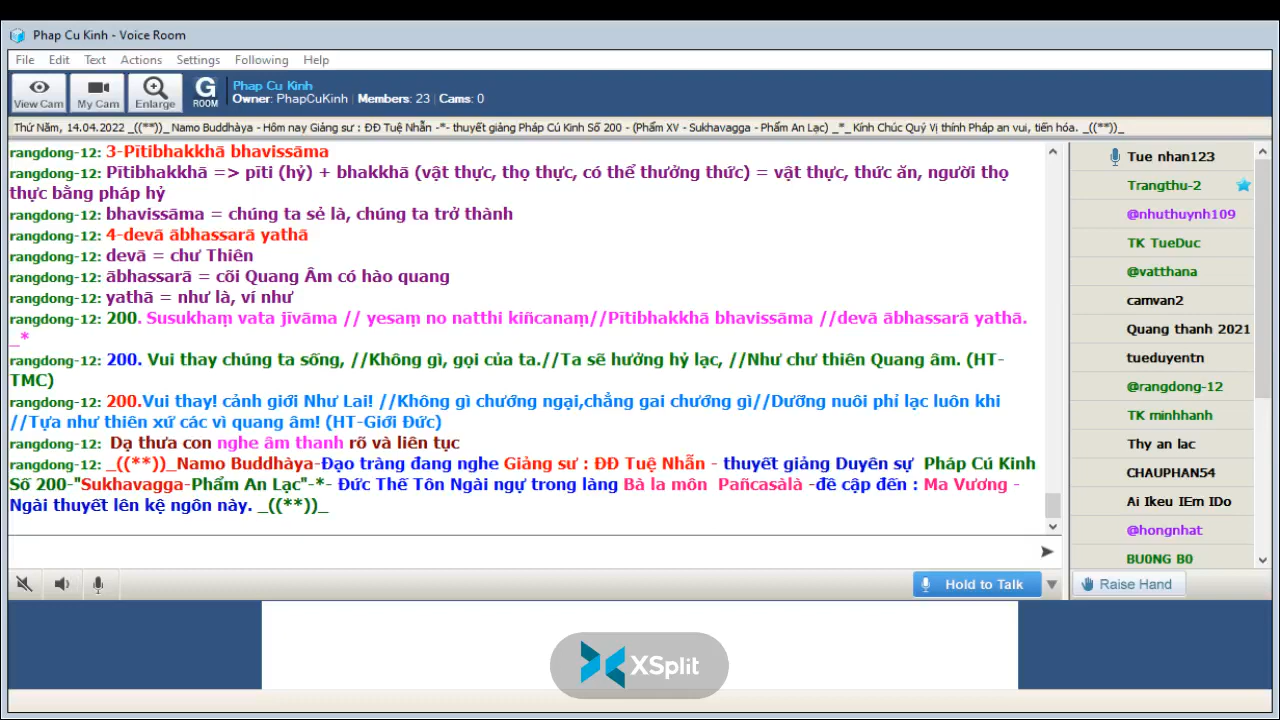 Phap Cu Kinh - Voice Room
File Edit Text Actions Settings Following Help
View Cam My Cam Enlarge G ROOM
Phap Cu Kinh
Owner: PhapCuKinh | Members: 23 | Cams: 0
Thứ Năm, 14.04.2022 _((**))_ Namo Buddhàya - Hôm nay Giảng sư : ĐĐ Tuệ Nhẫn -*- thuyết giảng Pháp Cú Kinh Số 200 - (Phẩm XV - Sukhavagga - Phẩm An Lạc) _*_ Kính Chúc Quý Vị thính Pháp an vui, tiến hóa. _((**))_
rangdong-12: 3-Pītibhakkhā bhavissāma
rangdong-12: Pītibhakkhā => pīti (hỷ) + bhakkhā (vật thực, thọ thực, có thể thưởng thức) = vật thực, thức ăn, người thọ
thực bằng pháp hỷ
rangdong-12: bhavissāma = chúng ta sẻ là, chúng ta trở thành
rangdong-12: 4-devā ābhassarā yathā
rangdong-12: devā = chư Thiên
rangdong-12: ābhassarā = cõi Quang Âm có hào quang
rangdong-12: yathā = như là, ví như
rangdong-12: 200. Susukhaṃ vata jīvāma // yesaṃ no natthi kiñcanaṃ//Pītibhakkhā bhavissāma //devā ābhassarā yathā.
_*
rangdong-12: 200. Vui thay chúng ta sống, //Không gì, gọi của ta.//Ta sẽ hưởng hỷ lạc, //Như chư thiên Quang âm. (HT-
TMC)
rangdong-12: 200.Vui thay! cảnh giới Như Lai! //Không gì chướng ngại,chẳng gai chướng gì//Dưỡng nuôi phỉ lạc luôn khi
//Tựa như thiên xứ các vì quang âm! (HT-Giới Đức)
rangdong-12: Dạ thưa con nghe âm thanh rõ và liên tục
rangdong-12: _((**))_Namo Buddhàya-Đạo tràng đang nghe Giảng sư : ĐĐ Tuệ Nhẫn - thuyết giảng Duyên sự Pháp Cú Kinh
Số 200-"Sukhavagga-Phẩm An Lạc"-*- Đức Thế Tôn Ngài ngự trong làng Bà la môn Pañcasàlà -đề cập đến : Ma Vương -
Ngài thuyết lên kệ ngôn này. _((**))_
Tue nhan123
Trangthu-2
@nhuthuynh109
TK TueDuc
@vatthana
camvan2
Quang thanh 2021
tueduyentn
@rangdong-12
TK minhhanh
Thy an lac
CHAUPHAN54
Ai Ikeu IEm IDo
@hongnhat
BU0NG B0
Hold to Talk
Raise Hand
XSplit